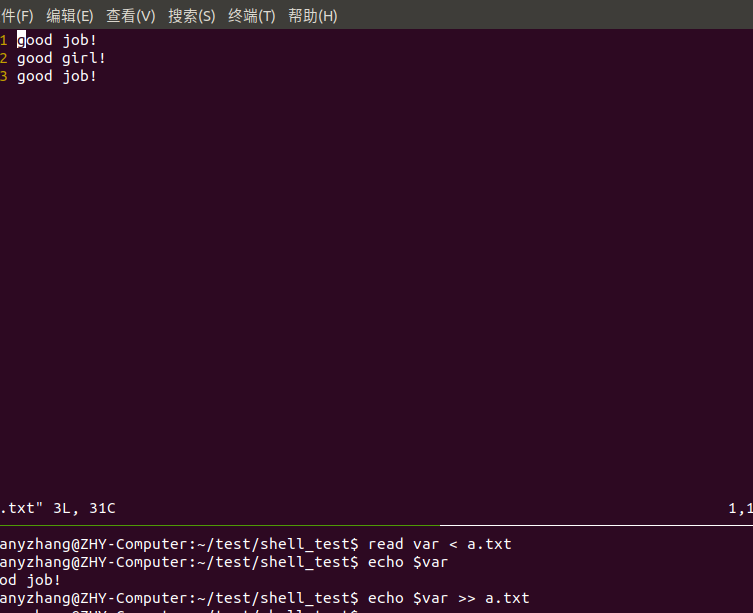 件(F) 编辑(E) 查看(V) 搜索(S) 终端(T) 帮助(H)
1 good job!
2 good girl!
3 good job!
.txt" 3L, 31C 1,1
anyzhang@ZHY-Computer:~/test/shell_test$ read var < a.txt
anyzhang@ZHY-Computer:~/test/shell_test$ echo $var
od job!
anyzhang@ZHY-Computer:~/test/shell_test$ echo $var >> a.txt